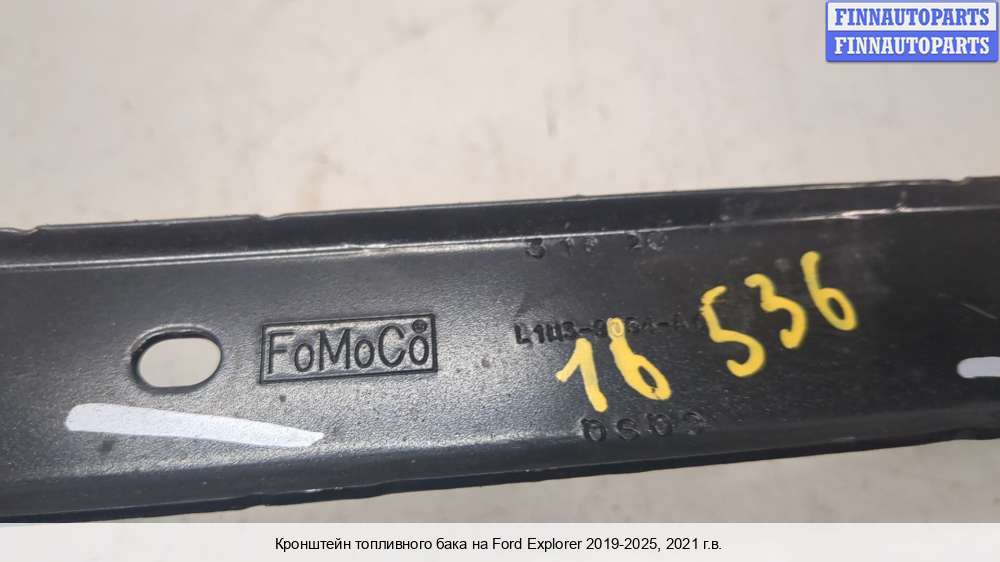 FINNAUTOPARTS
FINNAUTOPARTS
FoMoCo
16 536
Кронштейн топливного бака на Ford Explorer 2019-2025, 2021 г.в.